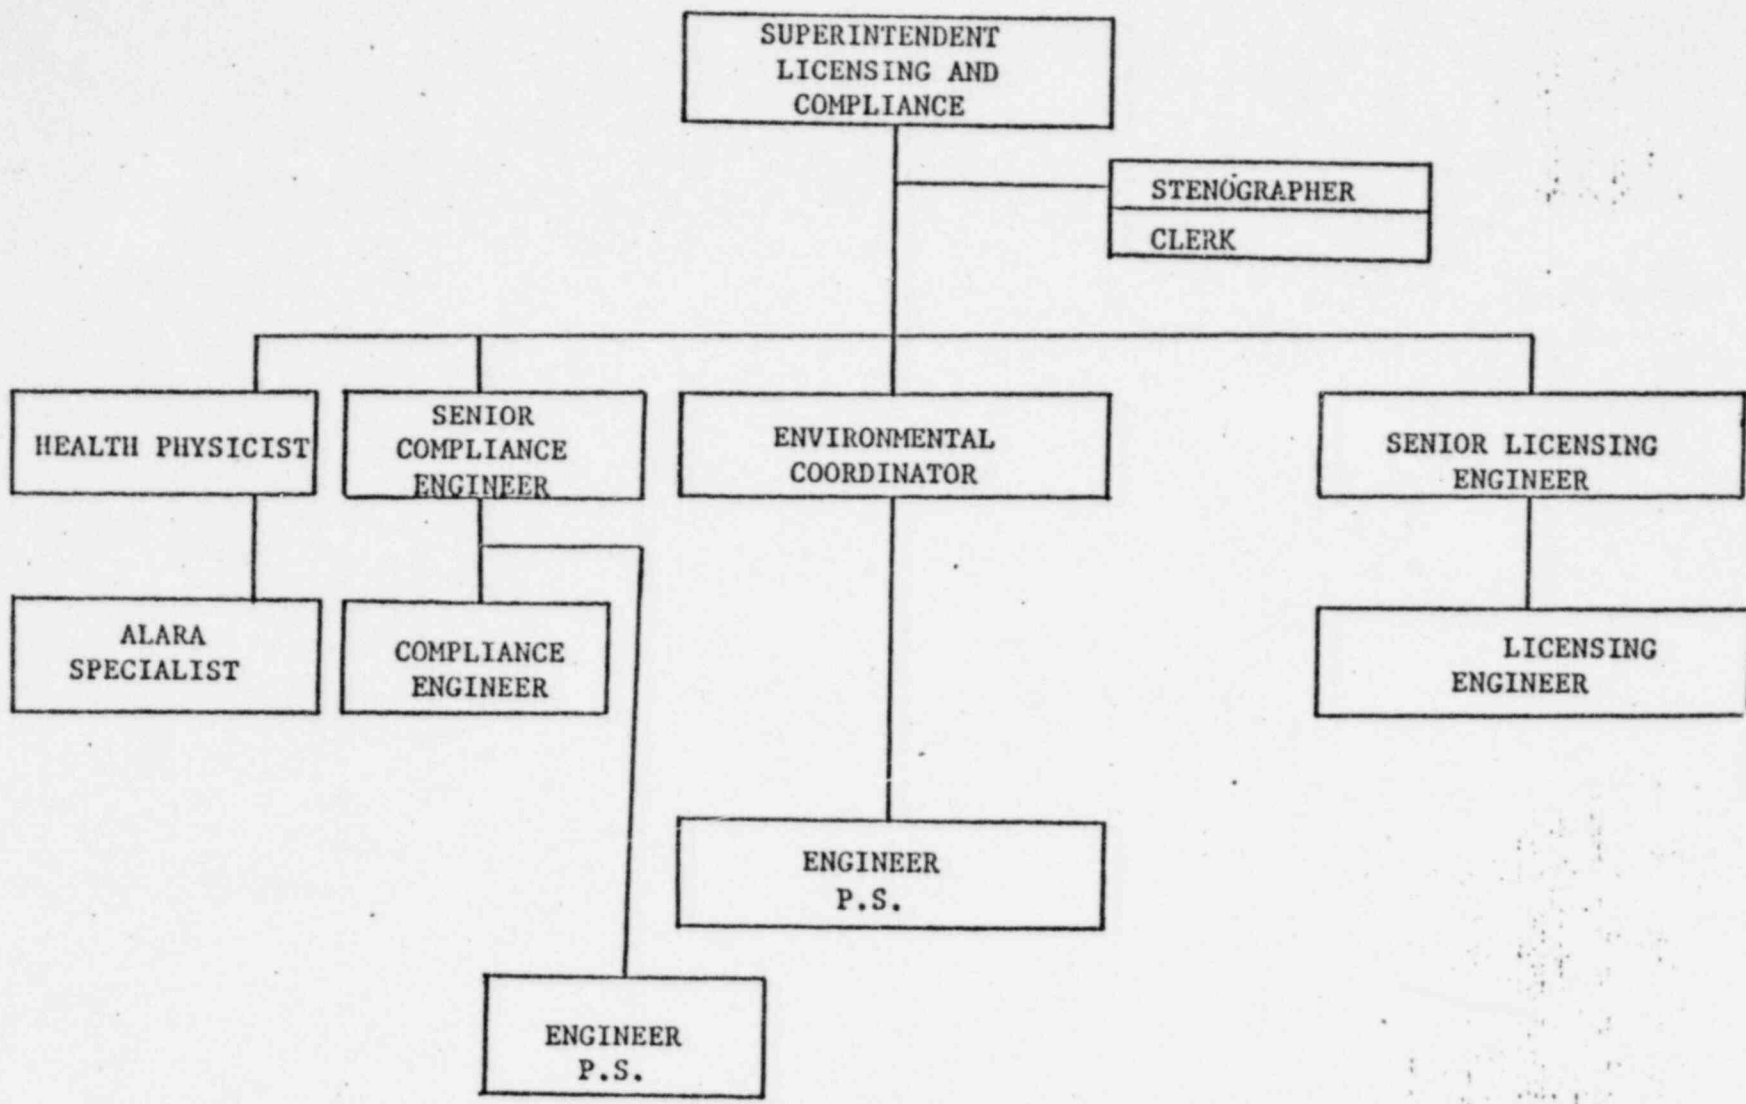 SUPERINTENDENT
LICENSING AND
COMPLIANCE
STENOGRAPHER
CLERK
HEALTH PHYSICIST
SENIOR
COMPLIANCE
ENGINEER
ENVIRONMENTAL
COORDINATOR
SENIOR LICENSING
ENGINEER
ALARA
SPECIALIST
COMPLIANCE
ENGINEER
LICENSING
ENGINEER
ENGINEER
P.S.
ENGINEER
P.S.